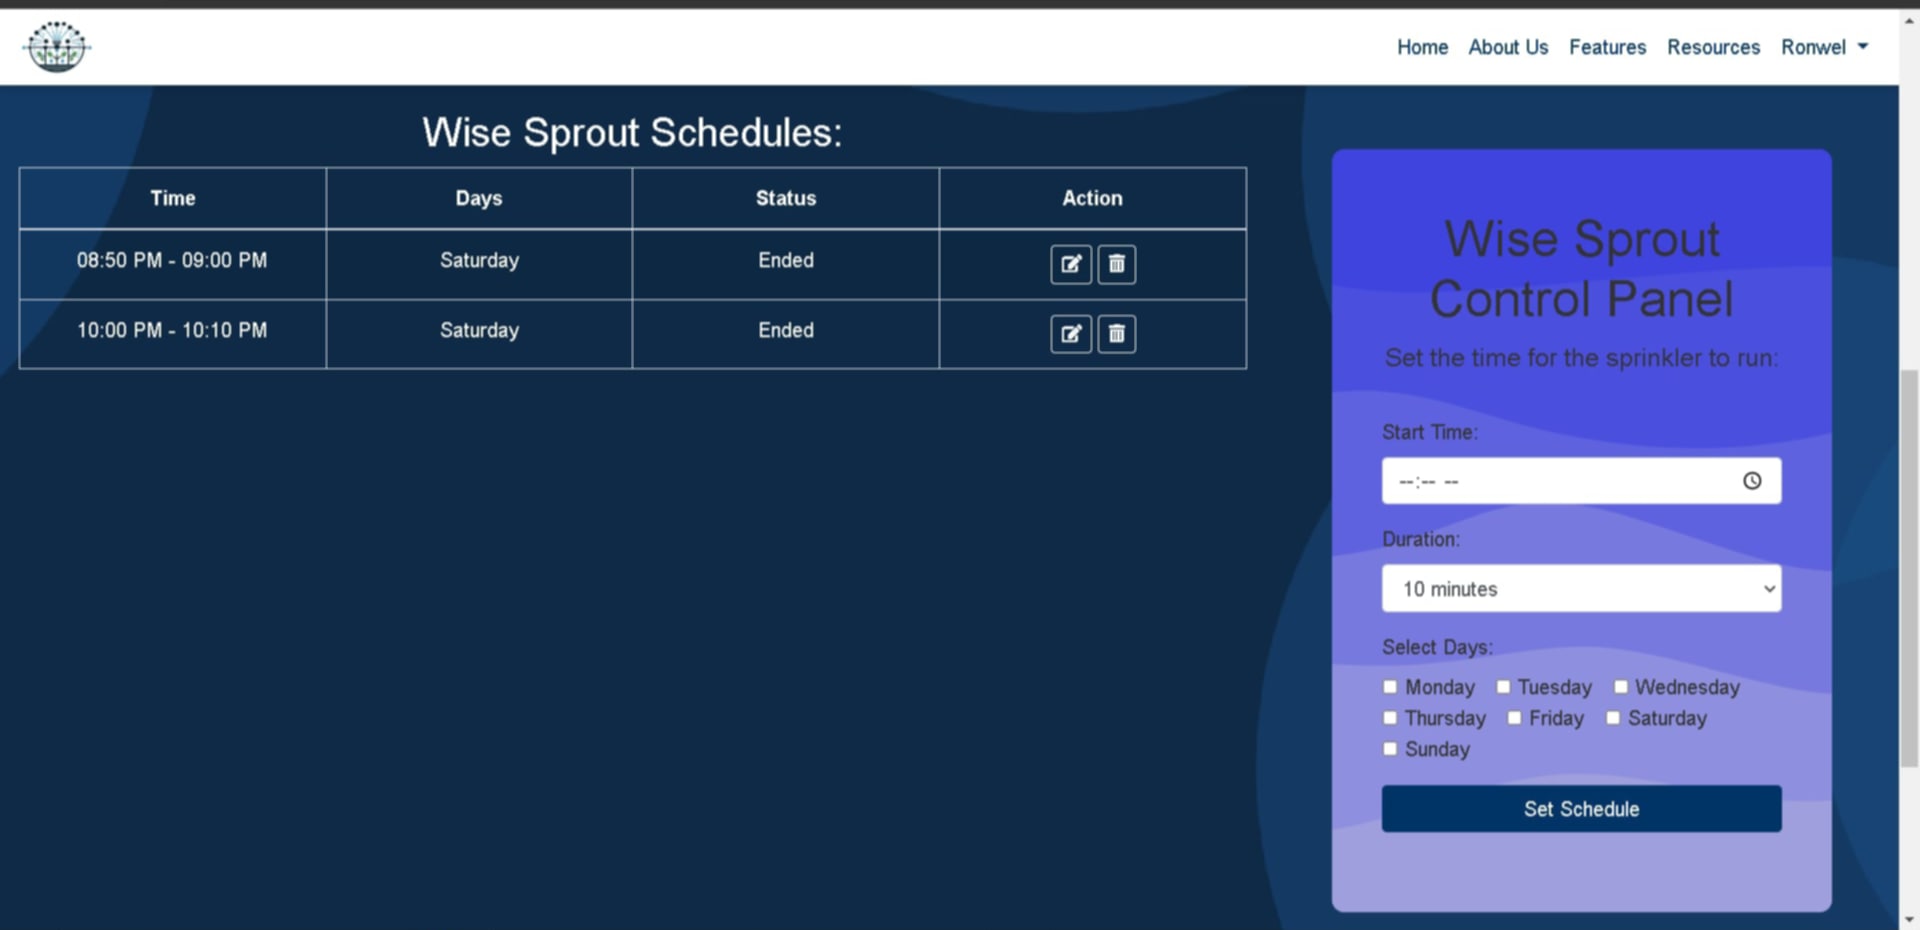 Home About Us Features Resources Ronwel
Wise Sprout Schedules:
Time Days Status Action
08:50 PM - 09:00 PM Saturday Ended
10:00 PM - 10:10 PM Saturday Ended
Wise Sprout
Control Panel
Set the time for the sprinkler to run:
Start Time:
--:-- --
Duration:
10 minutes
Select Days:
Monday Tuesday Wednesday
Thursday Friday Saturday
Sunday
Set Schedule